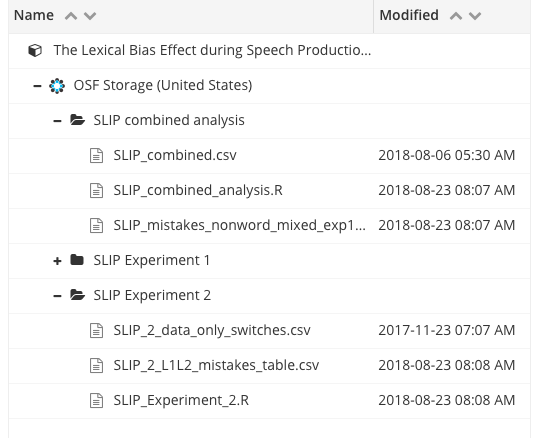 Name Modified
The Lexical Bias Effect during Speech Productio...
OSF Storage (United States)
SLIP combined analysis
SLIP_combined.csv 2018-08-06 05:30 AM
SLIP_combined_analysis.R 2018-08-23 08:07 AM
SLIP_mistakes_nonword_mixed_exp1... 2018-08-23 08:07 AM
SLIP Experiment 1
SLIP Experiment 2
SLIP_2_data_only_switches.csv 2017-11-23 07:07 AM
SLIP_2_L1L2_mistakes_table.csv 2018-08-23 08:08 AM
SLIP_Experiment_2.R 2018-08-23 08:08 AM